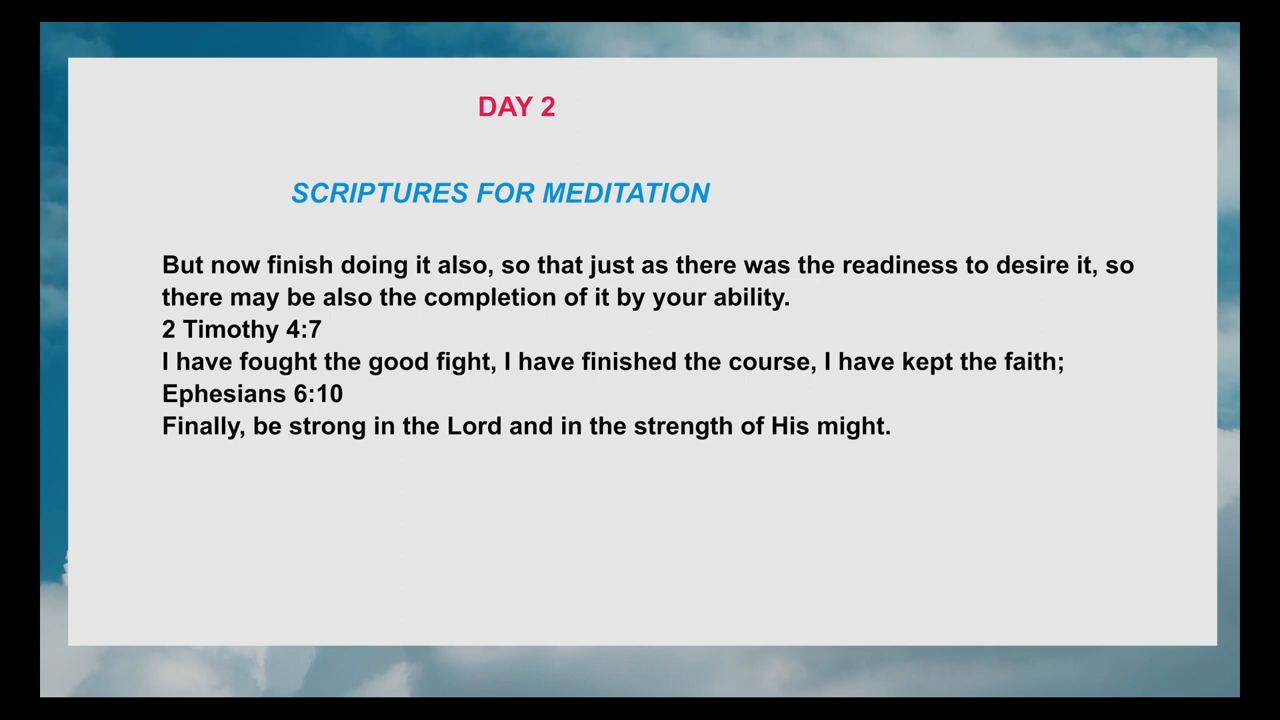 DAY 2
SCRIPTURES FOR MEDITATION
But now finish doing it also, so that just as there was the readiness to desire it, so
there may be also the completion of it by your ability.
2 Timothy 4:7
I have fought the good fight, I have finished the course, I have kept the faith;
Ephesians 6:10
Finally, be strong in the Lord and in the strength of His might.